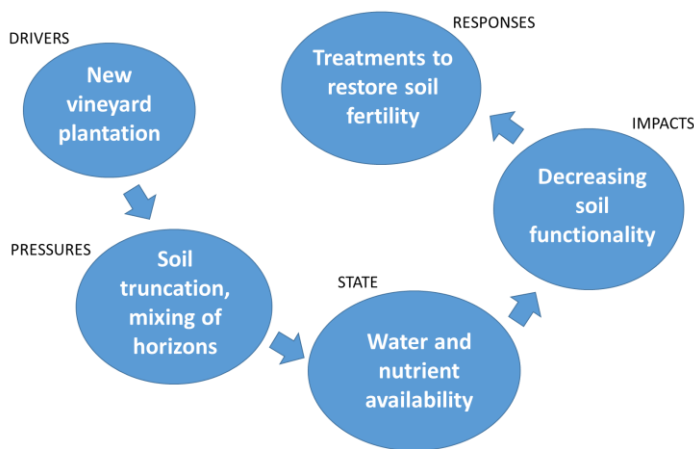 DRIVERS
New
vineyard
plantation
PRESSURES
Soil
truncation,
mixing of
horizons
STATE
Water and
nutrient
availability
IMPACTS
Decreasing
soil
functionality
RESPONSES
Treatments to
restore soil
fertility